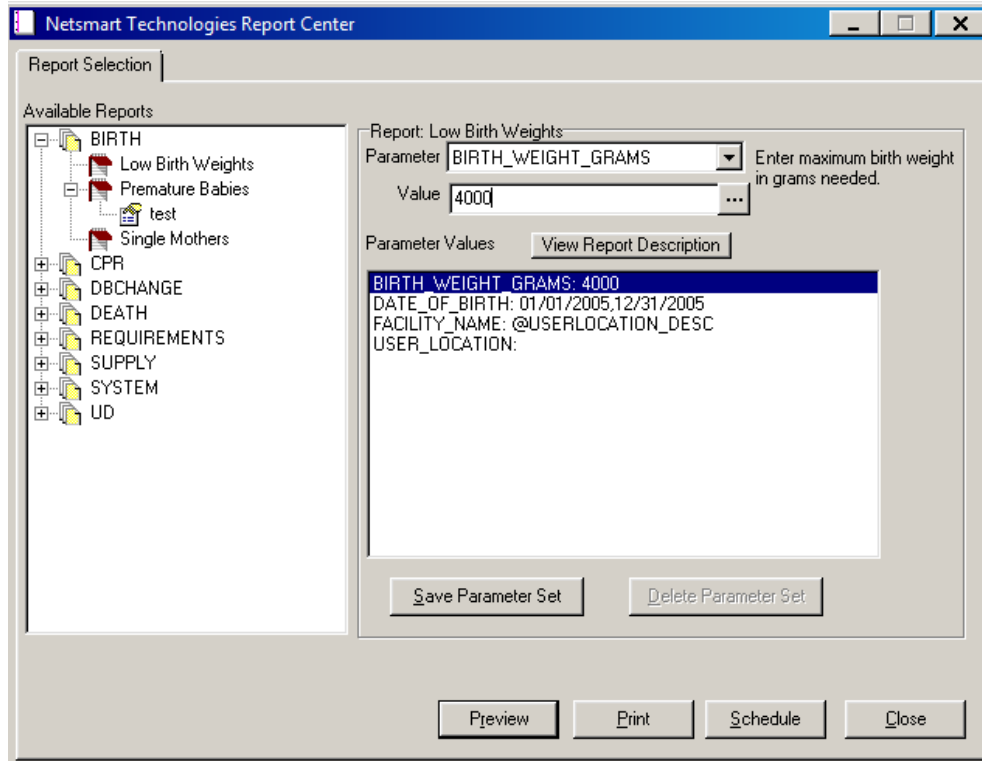 Netsmart Technologies Report Center
Report Selection
Available Reports
BIRTH
Low Birth Weights
Premature Babies
test
Single Mothers
CPR
DBCHANGE
DEATH
REQUIREMENTS
SUPPLY
SYSTEM
UD
Report: Low Birth Weights
Parameter BIRTH_WEIGHT_GRAMS
Enter maximum birth weight
in grams needed.
Value 4000 ...
Parameter Values View Report Description
BIRTH_WEIGHT_GRAMS: 4000
DATE_OF_BIRTH: 01/01/2005,12/31/2005
FACILITY_NAME: @USERLOCATION_DESC
USER_LOCATION:
Save Parameter Set Delete Parameter Set
Preview Print Schedule Close